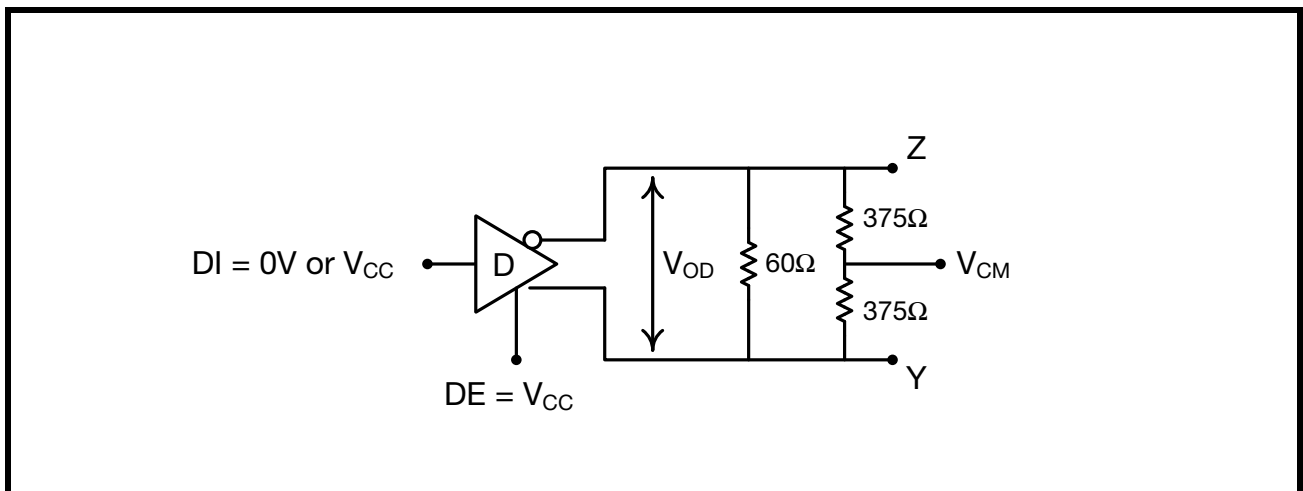 Z
375Ω
DI = 0V or VCC
D
VOD
60Ω
VCM
375Ω
Y
DE = VCC